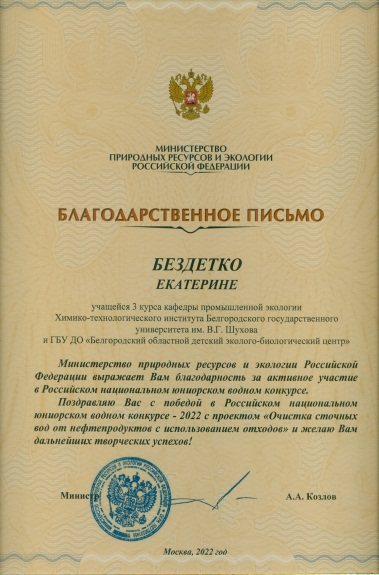 МИНИСТЕРСТВО
ПРИРОДНЫХ РЕСУРСОВ И ЭКОЛОГИИ
РОССИЙСКОЙ ФЕДЕРАЦИИ
БЛАГОДАРСТВЕННОЕ ПИСЬМО
БЕЗДЕТКО
ЕКАТЕРИНЕ
учащейся 3 курса кафедры промышленной экологии
Химико-технологического института Белгородского государственного
университета им. В.Г. Шухова
и ГБУ ДО «Белгородский областной детский эколого-биологический центр»
Министерство природных ресурсов и экологии Российской
Федерации выражает Вам благодарность за активное участие
в Российском национальном юниорском водном конкурсе.
Поздравляю Вас с победой в Российском национальном
юниорском водном конкурсе - 2022 с проектом «Очистка сточных
вод от нефтепродуктов с использованием отходов» и желаю Вам
дальнейших творческих успехов!
Министр А.А. Козлов
Москва, 2022 год